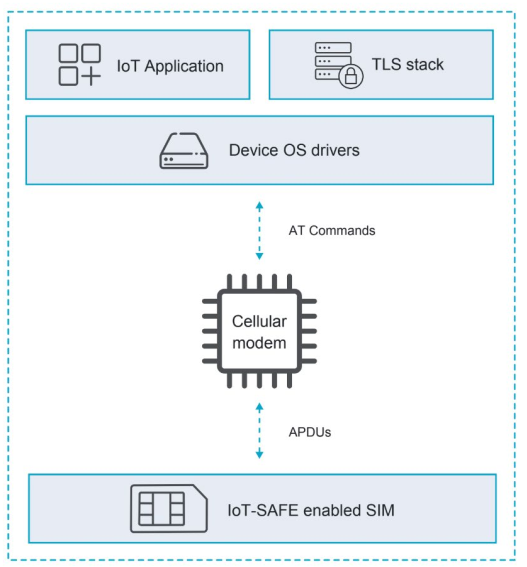 IoT Application
TLS stack
Device OS drivers
AT Commands
Cellular
modem
APDUs
IoT-SAFE enabled SIM